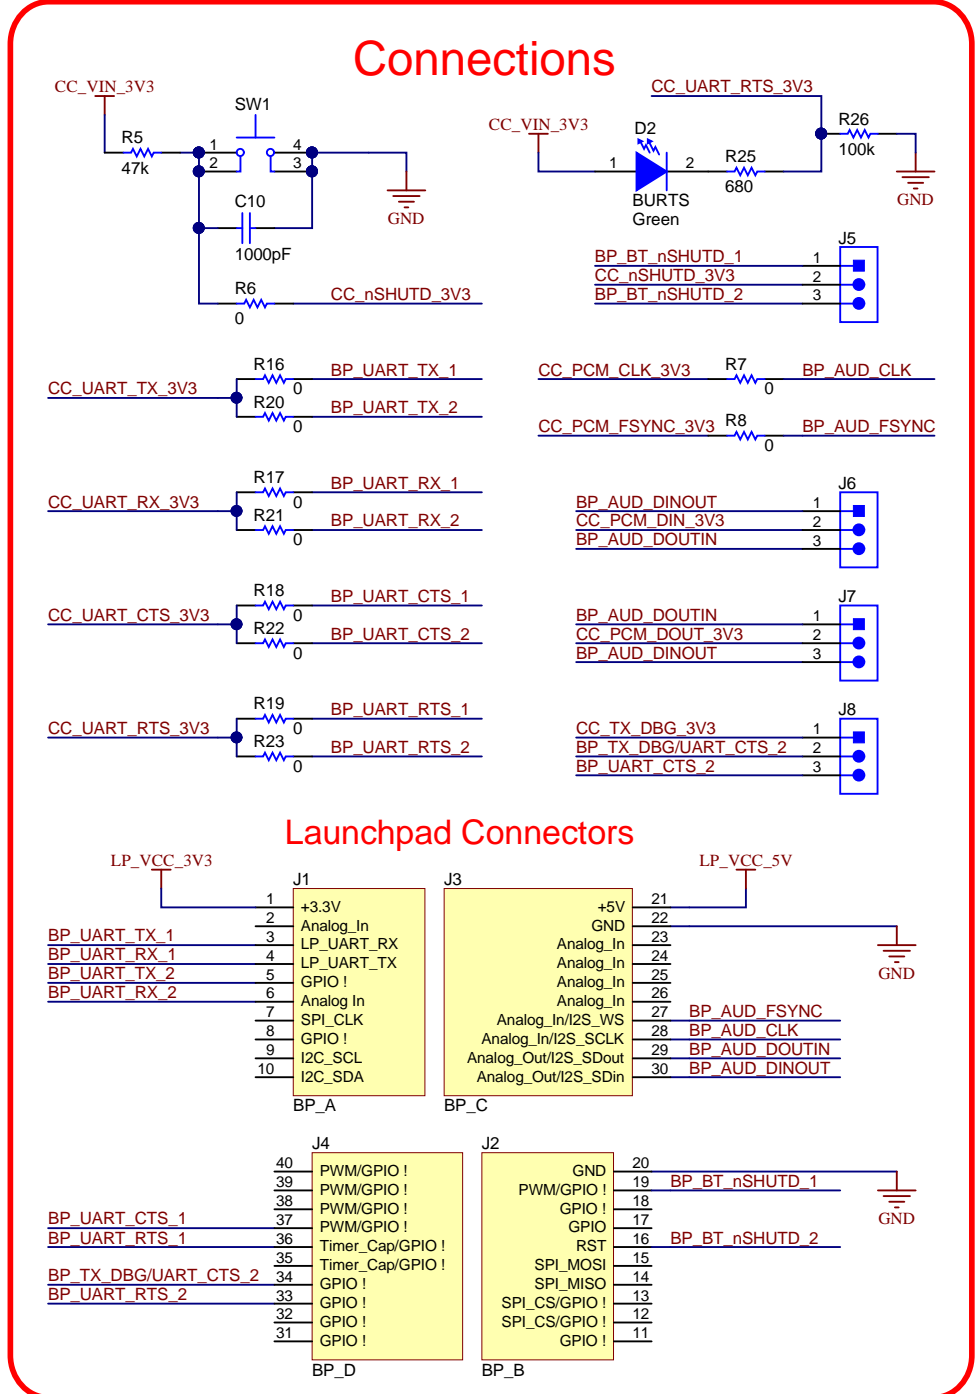 Connections
CC_VIN_3V3
SW1
R5
47k
1
2
4
3
C10
1000pF
GND
R6
0
CC_nSHUTD_3V3
CC_UART_RTS_3V3
CC_VIN_3V3
D2
1
2
BURTS
Green
R25
680
R26
100k
GND
J5
BP_BT_nSHUTD_1 1
CC_nSHUTD_3V3 2
BP_BT_nSHUTD_2 3
CC_UART_TX_3V3
R16
0
BP_UART_TX_1
R20
0
BP_UART_TX_2
CC_PCM_CLK_3V3
R7
0
BP_AUD_CLK
CC_PCM_FSYNC_3V3
R8
0
BP_AUD_FSYNC
CC_UART_RX_3V3
R17
0
BP_UART_RX_1
R21
0
BP_UART_RX_2
J6
BP_AUD_DINOUT 1
CC_PCM_DIN_3V3 2
BP_AUD_DOUTIN 3
CC_UART_CTS_3V3
R18
0
BP_UART_CTS_1
R22
0
BP_UART_CTS_2
J7
BP_AUD_DOUTIN 1
CC_PCM_DOUT_3V3 2
BP_AUD_DINOUT 3
CC_UART_RTS_3V3
R19
0
BP_UART_RTS_1
R23
0
BP_UART_RTS_2
J8
CC_TX_DBG_3V3 1
BP_TX_DBG/UART_CTS_2 2
BP_UART_CTS_2 3
Launchpad Connectors
LP_VCC_3V3
J1
1 +3.3V
2 Analog_In
BP_UART_TX_1 3 LP_UART_RX
BP_UART_RX_1 4 LP_UART_TX
BP_UART_TX_2 5 GPIO !
BP_UART_RX_2 6 Analog In
7 SPI_CLK
8 GPIO !
9 I2C_SCL
10 I2C_SDA
BP_A
LP_VCC_5V
J3
+5V 21
GND 22
Analog_In 23
Analog_In 24
Analog_In 25
Analog_In 26
Analog_In/I2S_WS 27 BP_AUD_FSYNC
Analog_In/I2S_SCLK 28 BP_AUD_CLK
Analog_Out/I2S_SDout 29 BP_AUD_DOUTIN
Analog_Out/I2S_SDin 30 BP_AUD_DINOUT
BP_C
GND
J4
40 PWM/GPIO !
39 PWM/GPIO !
38 PWM/GPIO !
BP_UART_CTS_1 37 PWM/GPIO !
BP_UART_RTS_1 36 Timer_Cap/GPIO !
35 Timer_Cap/GPIO !
BP_TX_DBG/UART_CTS_2 34 GPIO !
BP_UART_RTS_2 33 GPIO !
32 GPIO !
31 GPIO !
BP_D
J2
GND 20
PWM/GPIO ! 19 BP_BT_nSHUTD_1
GPIO ! 18
GPIO 17
RST 16 BP_BT_nSHUTD_2
SPI_MOSI 15
SPI_MISO 14
SPI_CS/GPIO ! 13
SPI_CS/GPIO ! 12
GPIO ! 11
BP_B
GND